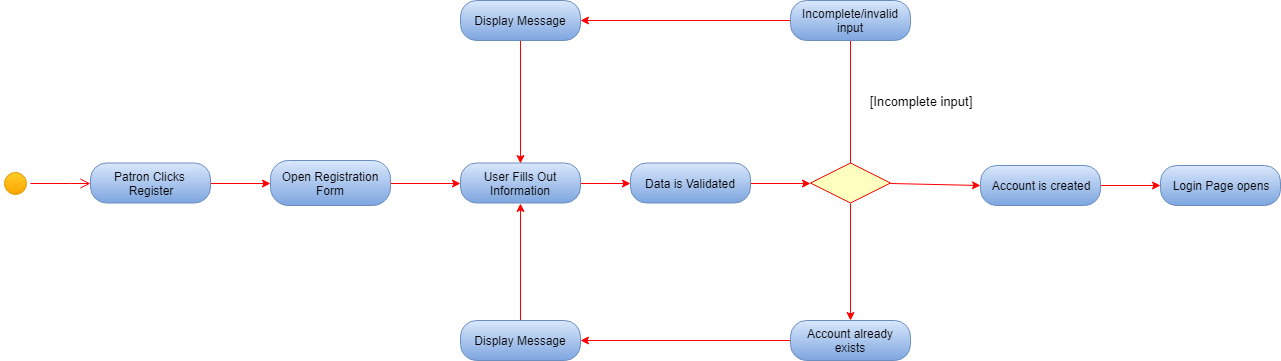 Display Message
Incomplete/invalid
input
[Incomplete input]
Patron Clicks
Register
Open Registration
Form
User Fills Out
Information
Data is Validated
Account is created
Login Page opens
Display Message
Account already
exists